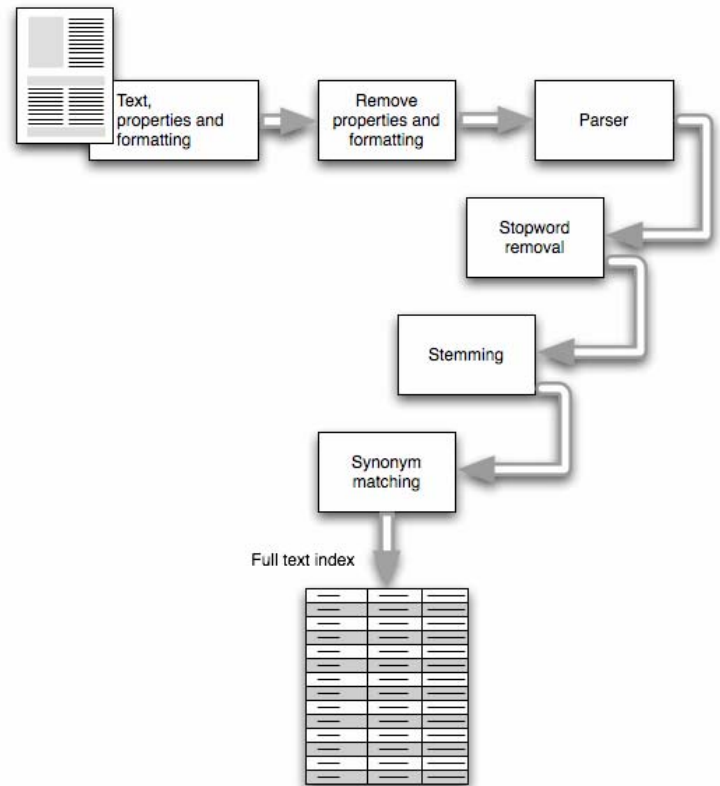 Text,
properties and
formatting
Remove
properties and
formatting
Parser
Stopword
removal
Stemming
Synonym
matching
Full text index